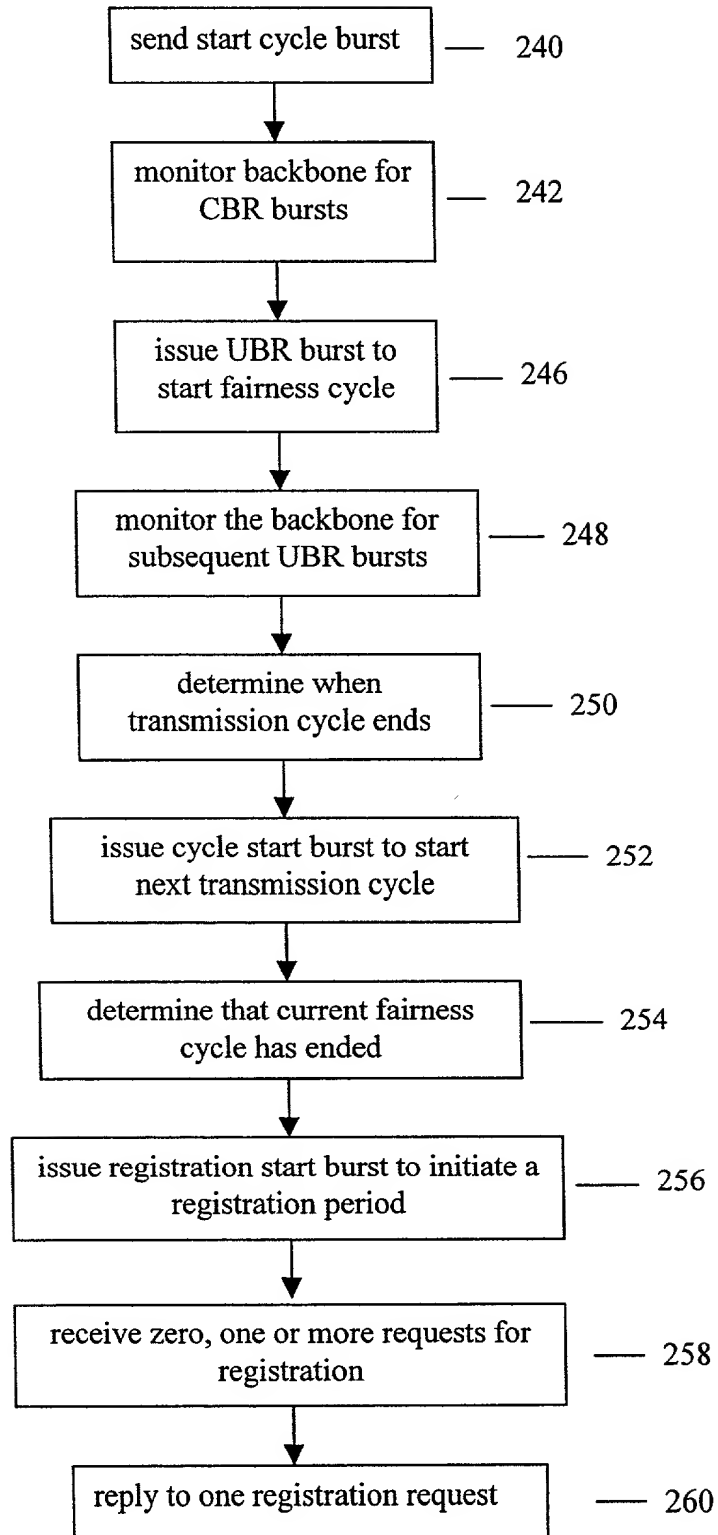 send start cycle burst
240
monitor backbone for
CBR bursts
242
issue UBR burst to
start fairness cycle
246
monitor the backbone for
subsequent UBR bursts
248
determine when
transmission cycle ends
250
issue cycle start burst to start
next transmission cycle
252
determine that current fairness
cycle has ended
254
issue registration start burst to initiate a
registration period
256
receive zero, one or more requests for
registration
258
reply to one registration request
260